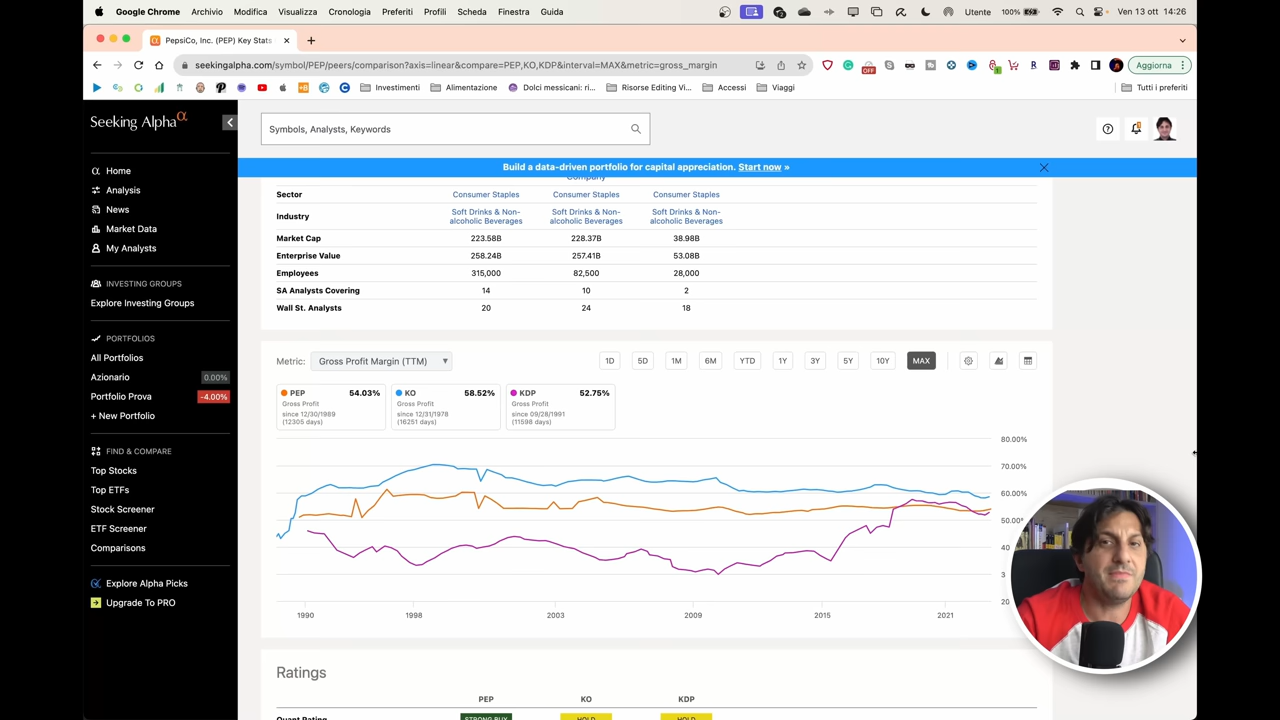 Google Chrome Archivio Modifica Visualizza Cronologia Preferiti Profili Scheda Finestra Guida Utente 100% Ven 13 ott 14:26
PepsiCo, Inc. (PEP) Key Stats
seekingalpha.com/symbol/PEP/peers/comparison?axis=linear&compare=PEP,KO,KDP&interval=MAX&metric=gross_margin
Aggiorna
Investimenti Alimentazione Dolci messicani: ri... Risorse Editing Vi... Accessi Viaggi Tutti i preferiti
Seeking Alpha α
Symbols, Analysts, Keywords
Build a data-driven portfolio for capital appreciation. Start now »
Home
Analysis
News
Market Data
My Analysts
INVESTING GROUPS
Explore Investing Groups
PORTFOLIOS
All Portfolios
Azionario 0.00%
Portfolio Prova -4.00%
+ New Portfolio
FIND & COMPARE
Top Stocks
Top ETFs
Stock Screener
ETF Screener
Comparisons
Explore Alpha Picks
Upgrade To PRO
Company
Sector Consumer Staples Consumer Staples Consumer Staples
Industry Soft Drinks & Non-alcoholic Beverages Soft Drinks & Non-alcoholic Beverages Soft Drinks & Non-alcoholic Beverages
Market Cap 223.58B 228.37B 38.98B
Enterprise Value 258.24B 257.41B 53.08B
Employees 315,000 82,500 28,000
SA Analysts Covering 14 10 2
Wall St. Analysts 20 24 18
Metric: Gross Profit Margin (TTM) 1D 5D 1M 6M YTD 1Y 3Y 5Y 10Y MAX
PEP 54.03% KO 58.52% KDP 52.75%
Gross Profit Gross Profit Gross Profit
since 12/30/1989 since 12/31/1978 since 09/28/1991
(12305 days) (16251 days) (11598 days)
80.00%
70.00%
60.00%
50.00%
40
3
20
1990 1998 2003 2009 2015 2021
Ratings
PEP KO KDP
Quant Rating STRONG BUY HOLD HOLD